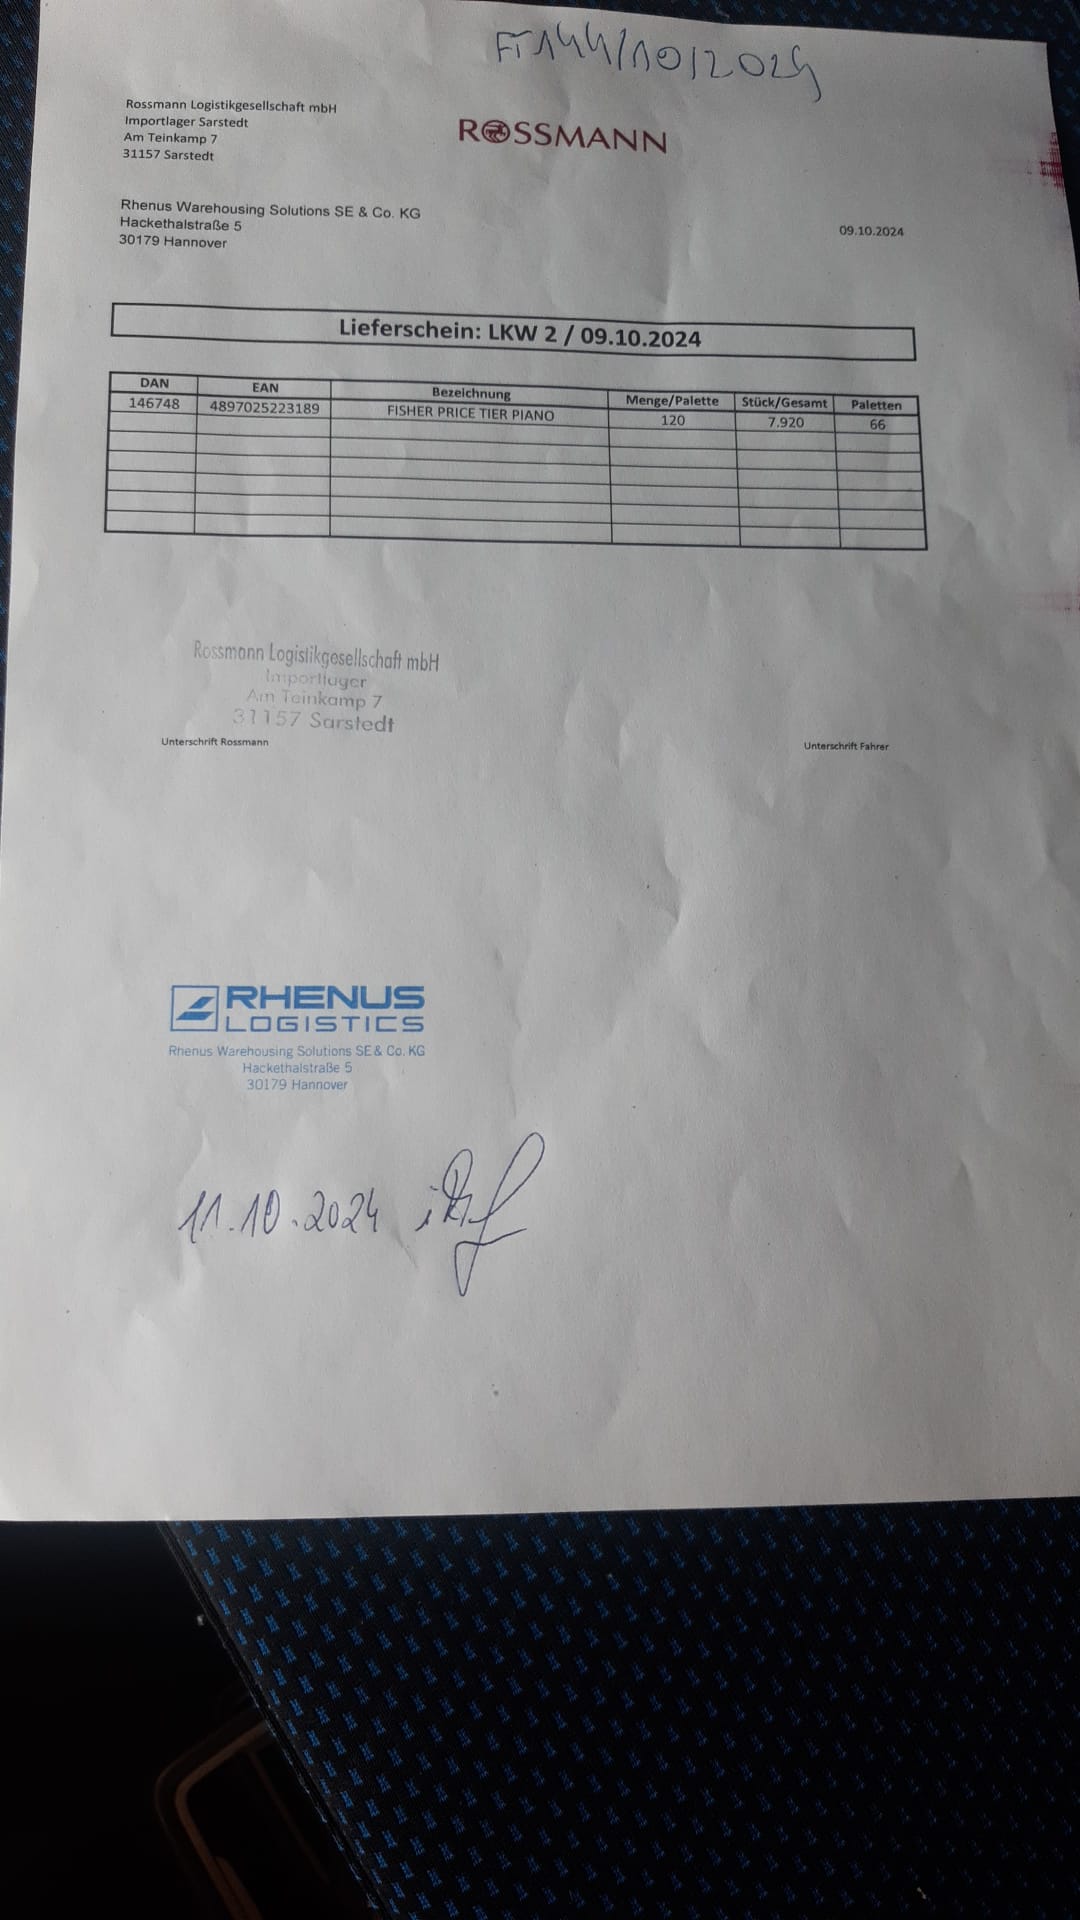 FT144/10/2024
Rossmann Logistikgesellschaft mbH
Importlager Sarstedt
Am Teinkamp 7
31157 Sarstedt
ROSSMANN
Rhenus Warehousing Solutions SE & Co. KG
Hackethalstraße 5
30179 Hannover
09.10.2024
Lieferschein: LKW 2 / 09.10.2024
DAN EAN Bezeichnung Menge/Palette Stück/Gesamt Paletten
146748 4897025223189 FISHER PRICE TIER PIANO 120 7.920 66
Rossmann Logistikgesellschaft mbH
Importlager
Am Teinkamp 7
31157 Sarstedt
Unterschrift Rossmann
Unterschrift Fahrer
RHENUS
LOGISTICS
Rhenus Warehousing Solutions SE & Co. KG
Hackethalstraße 5
30179 Hannover
11.10.2024